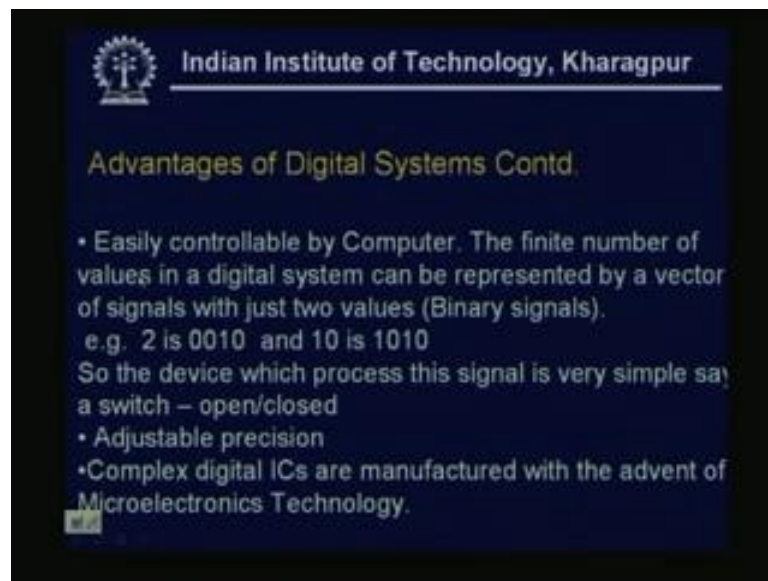 Indian Institute of Technology, Kharagpur
Advantages of Digital Systems Contd.
• Easily controllable by Computer. The finite number of
values in a digital system can be represented by a vector
of signals with just two values (Binary signals).
e.g. 2 is 0010 and 10 is 1010
So the device which process this signal is very simple say
a switch – open/closed
• Adjustable precision
•Complex digital ICs are manufactured with the advent of
Microelectronics Technology.